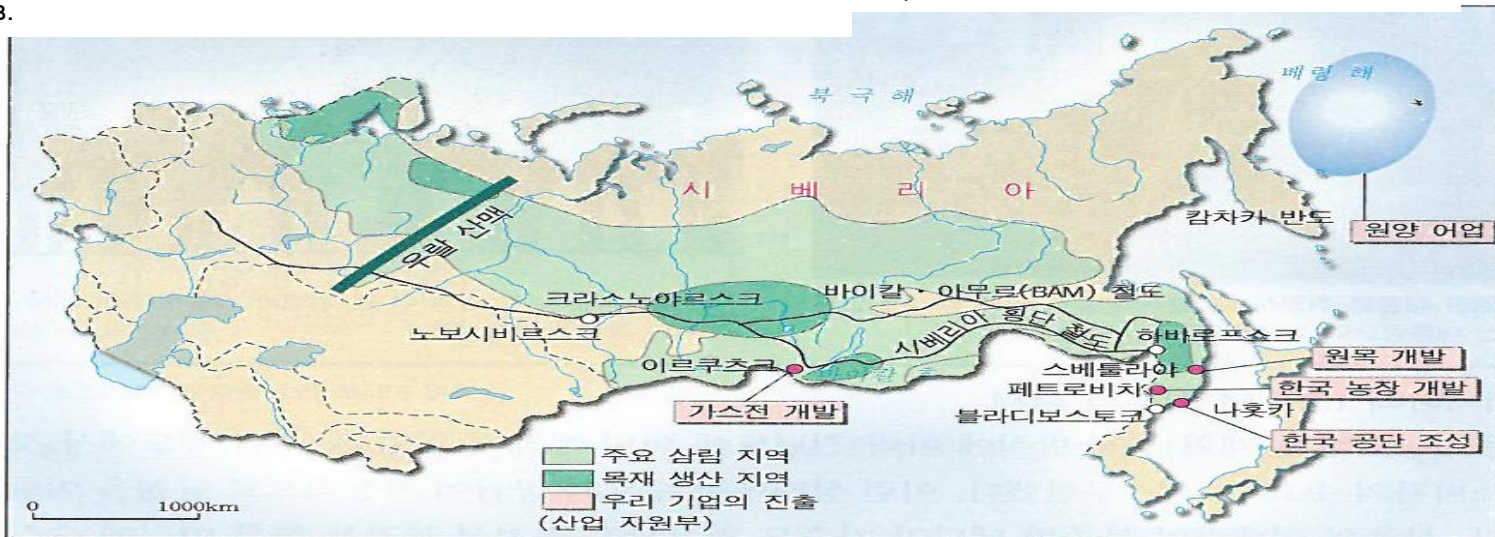 3.
북극해
베링 해
시베리아
캄차카 반도
원양 어업
우랄 산맥
크라스노야르스크
바이칼·아무르(BAM) 철도
노보시비르스크
시베리아 횡단 철도
하바로프스크
이르쿠츠크
바이칼 호
스베틀라야
원목 개발
페트로비치
한국 농장 개발
가스전 개발
블라디보스토크
나홋카
한국 공단 조성
주요 삼림 지역
목재 생산 지역
우리 기업의 진출
(산업 자원부)
0 1000km